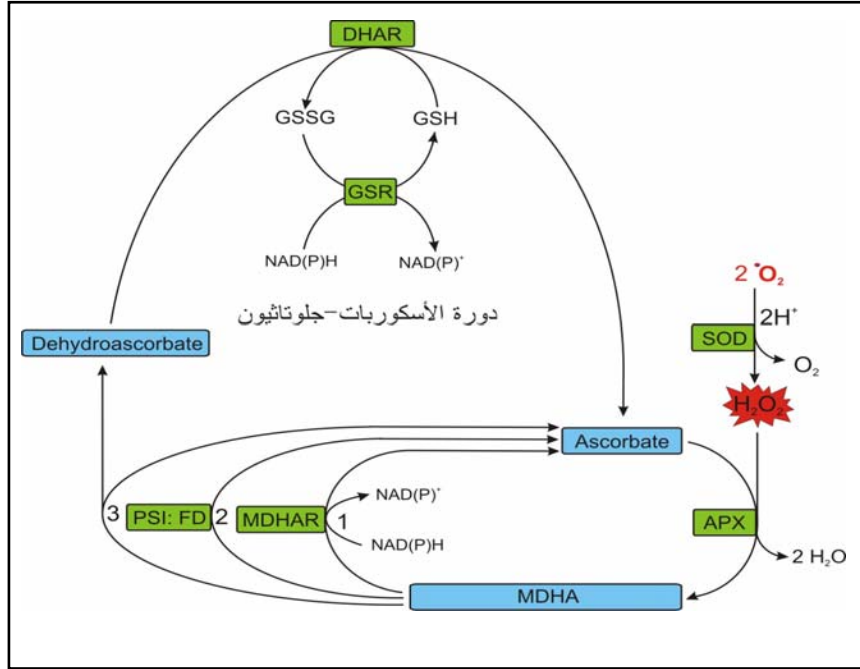 DHAR
GSSG
GSH
GSR
NAD(P)H
NAD(P)⁺
دورة الأسكوربات-جلوتاثيون
2 •O₂
2H⁺
SOD
O₂
Dehydroascorbate
H₂O₂
Ascorbate
3
PSI: FD
2
MDHAR
1
NAD(P)⁺
NAD(P)H
APX
2 H₂O
MDHA